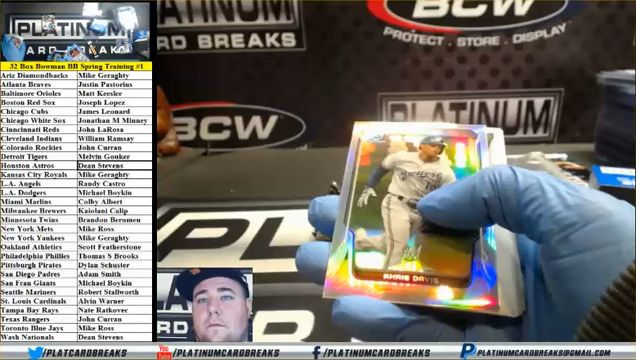 PLATINUM
CARD BREAKS
32 Box Bowman BB Spring Training #1
Ariz Diamondbacks Mike Geraghty
Atlanta Braves Justin Pastorius
Baltimore Orioles Matt Keesler
Boston Red Sox Joseph Lopez
Chicago Cubs James Leonard
Chicago White Sox Jonathan M Minney
Cinncinnati Reds John LaRosa
Cleveland Indians William Ramsay
Colorado Rockies John Curran
Detroit Tigers Melvin Gouker
Houston Astros Dean Stevens
Kansas City Royals Mike Geraghty
L.A. Angels Randy Castro
L.A. Dodgers Michael Boykin
Miami Marlins Colby Albert
Milwaukee Brewers Kaiolani Calip
Minnesota Twins Brandon Berumen
New York Mets Mike Ross
New York Yankees Mike Geraghty
Oakland Athletics Scott Featherstone
Philadelphia Phillies Thomas S Brooks
Pittsburgh Pirates Dylan Schuster
San Diego Padres Adam Smith
San Fran Giants Michael Boykin
Seattle Mariners Robert Stallworth
St. Louis Cardinals Alvin Warner
Tampa Bay Rays Nate Ratkovec
Texas Rangers John Curran
Toronto Blue Jays Mike Ross
Wash Nationals Dean Stevens
PLATINUM
CARD BREAKS
BCW
PROTECT . STORE . DISPLAY
BCW
PLATINUM
KHRIS DAVIS
/PLATCARDBREAKS
You Tube /PLATINUMCARDBREAKS
f /PLATINUMCARDBREAKS
@PLATCARDBREAKS